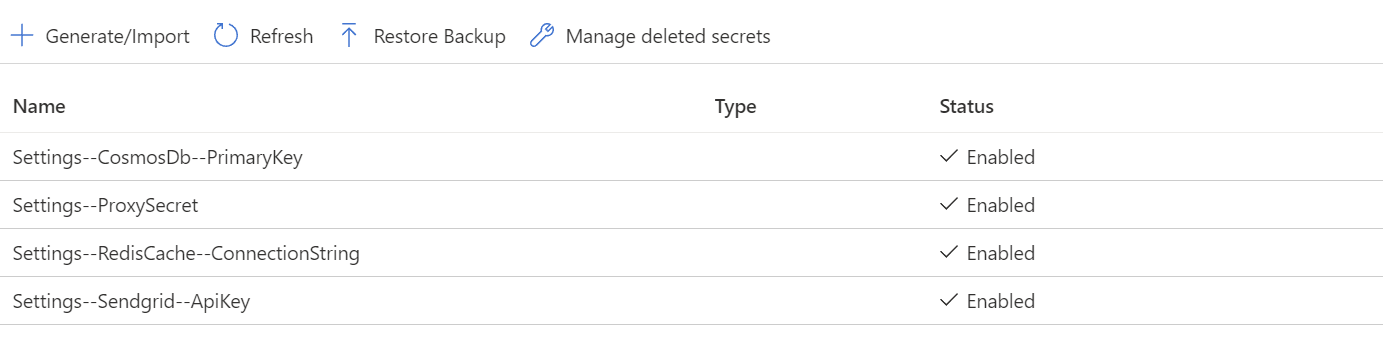 Generate/Import Refresh Restore Backup Manage deleted secrets
Name Type Status
Settings--CosmosDb--PrimaryKey Enabled
Settings--ProxySecret Enabled
Settings--RedisCache--ConnectionString Enabled
Settings--Sendgrid--ApiKey Enabled